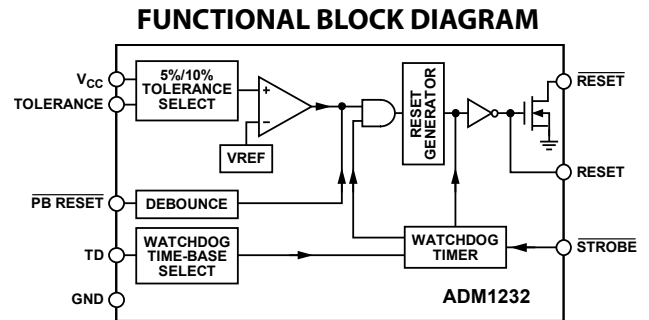 FUNCTIONAL BLOCK DIAGRAM
VCC
TOLERANCE
5%/10%
TOLERANCE
SELECT
+
–
VREF
RESET
GENERATOR
RESET
RESET
PB RESET
DEBOUNCE
TD
WATCHDOG
TIME-BASE
SELECT
WATCHDOG
TIMER
STROBE
GND
ADM1232